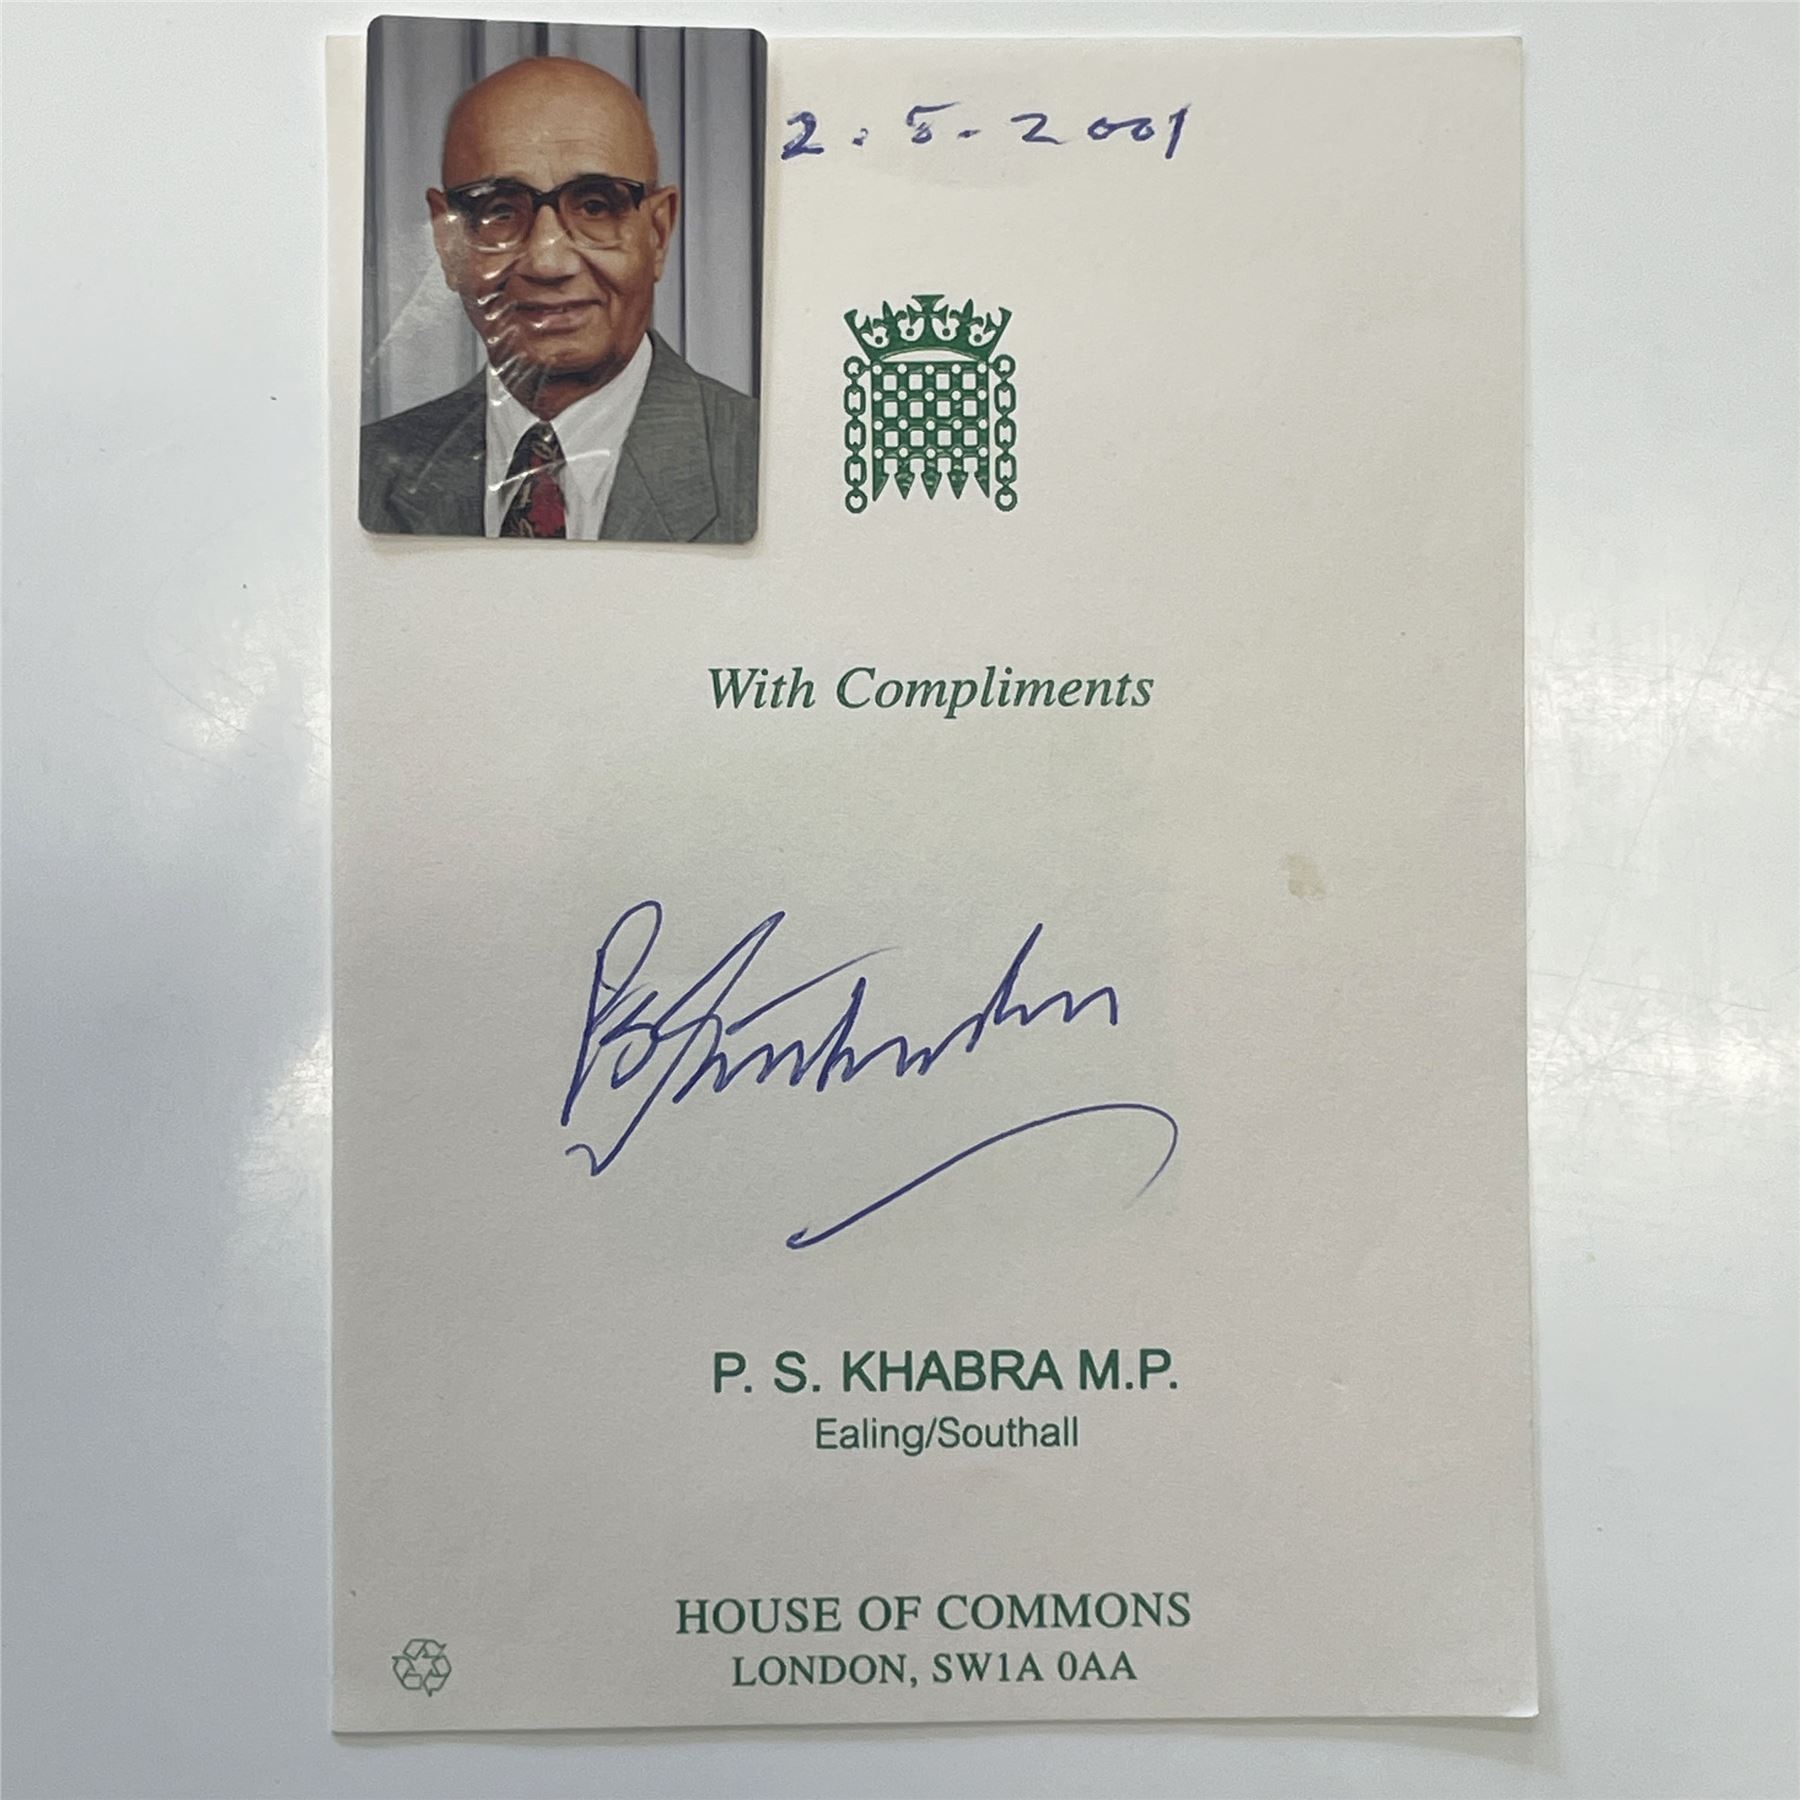 2.5.2001
With Compliments
P. S. KHABRA M.P.
Ealing/Southall
HOUSE OF COMMONS
LONDON, SW1A 0AA